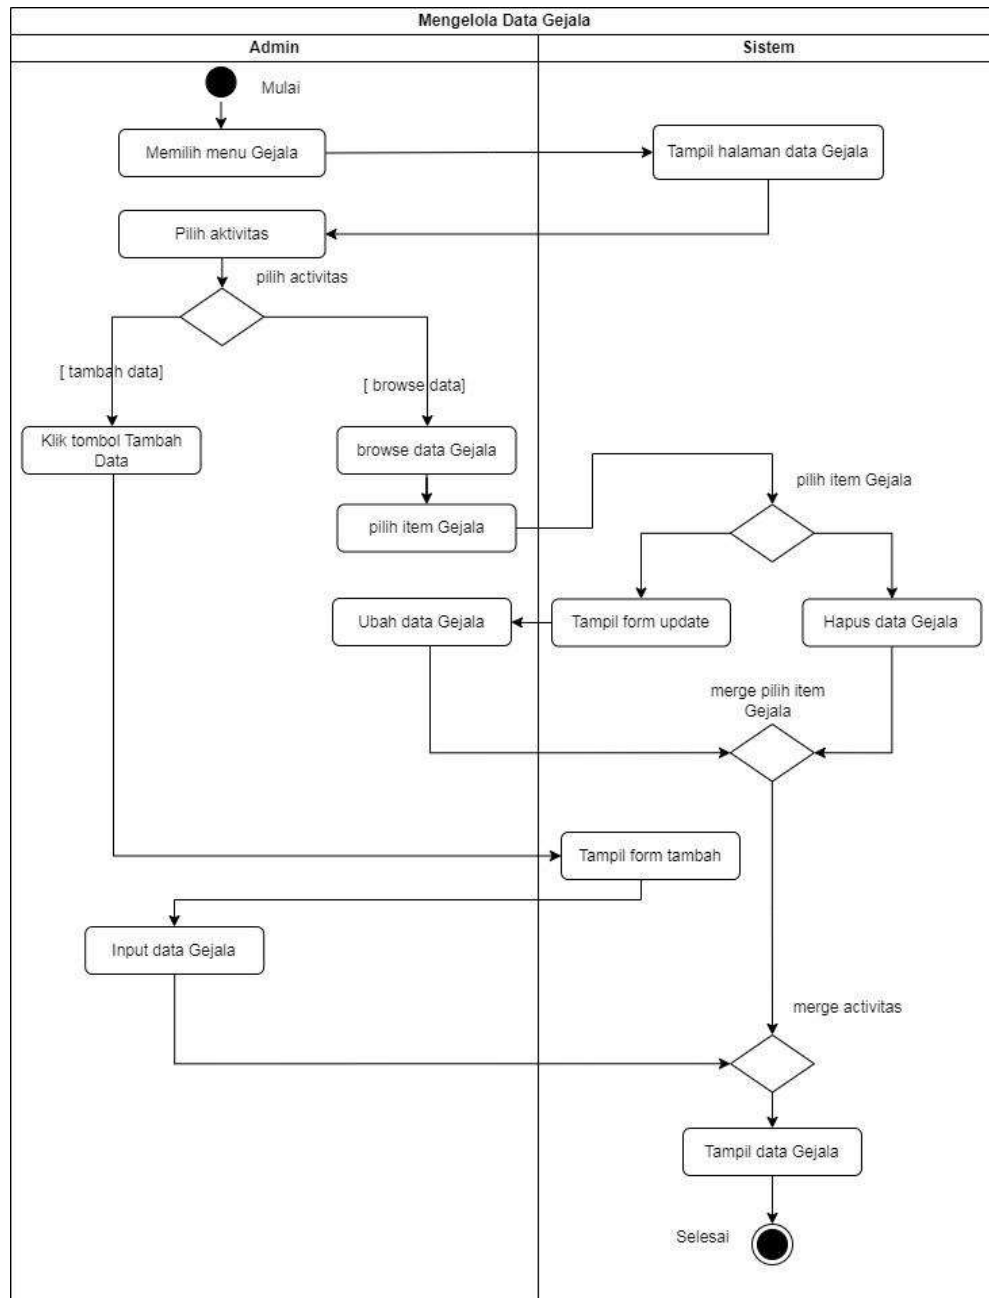 Mengelola Data Gejala
Admin
Sistem
Mulai
Memilih menu Gejala
Tampil halaman data Gejala
Pilih aktivitas
pilih activitas
[ tambah data]
[ browse data]
Klik tombol Tambah
Data
browse data Gejala
pilih item Gejala
pilih item Gejala
Ubah data Gejala
Tampil form update
Hapus data Gejala
merge pilih item
Gejala
Tampil form tambah
Input data Gejala
merge activitas
Tampil data Gejala
Selesai